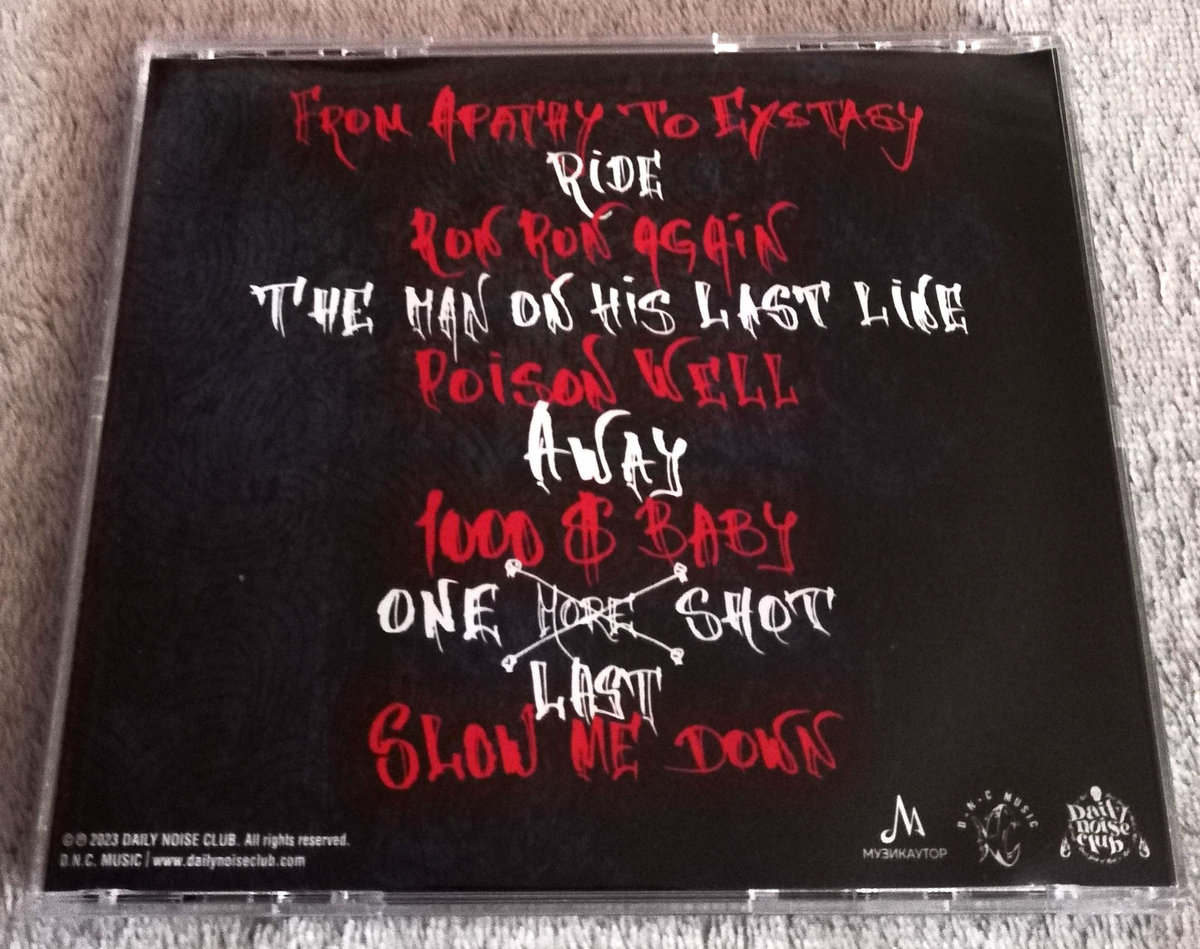 From Apathy to Exstasy
Ride
Run Run Again
The Man on His Last Line
Poison Well
Away
1000 $ Baby
One More Shot
Last
Slow Me Down
©℗ 2023 DAILY NOISE CLUB. All rights reserved.
D.N.C. MUSIC | www.dailynoiseclub.com
МУЗИКАУТОР
D.N.C MUSIC
Daily noise club